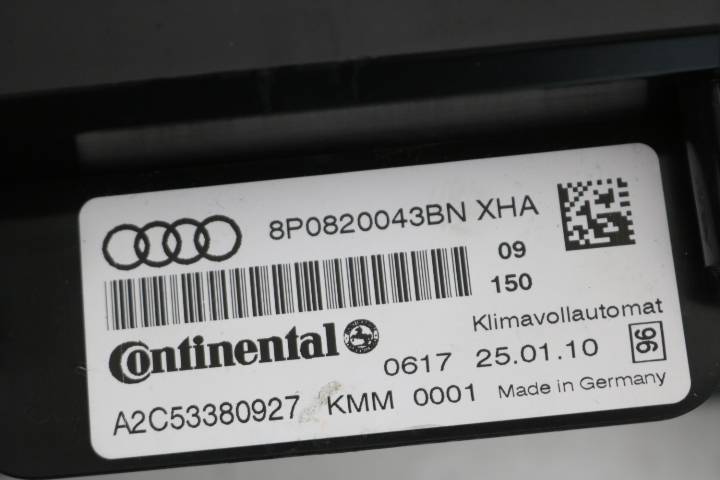 8P0820043BN XHA
09
150
Klimavollautomat
Continental
0617 25.01.10
96
A2C53380927 KMM 0001 Made in Germany